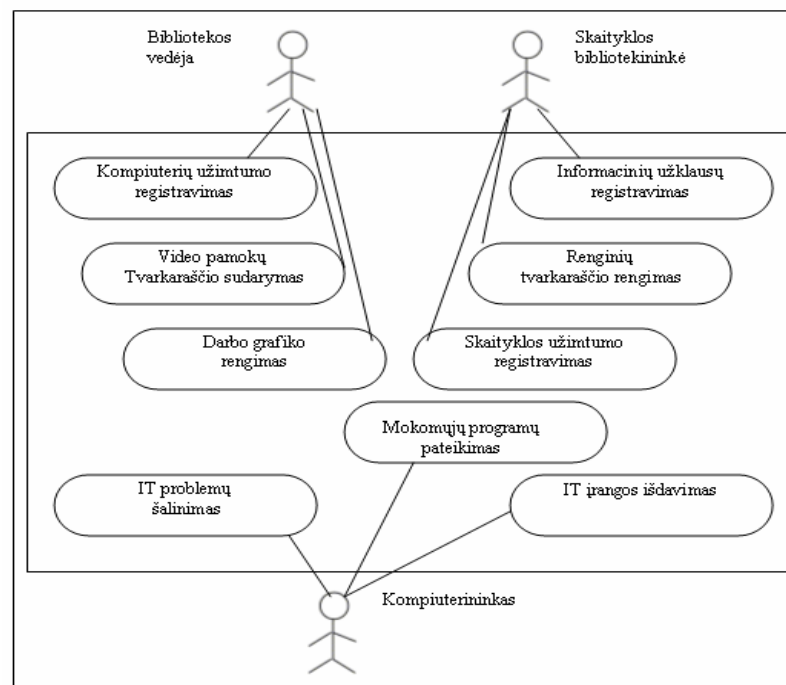 Bibliotekos
vedėja
Skaityklos
bibliotekininkė
Kompiuterių užimtumo
registravimas
Informacinių užklausų
registravimas
Video pamokų
Tvarkaraščio sudarymas
Renginių
tvarkaraščio rengimas
Darbo grafiko
rengimas
Skaityklos užimtumo
registravimas
Mokomųjų programų
pateikimas
IT problemų
šalinimas
IT įrangos išdavimas
Kompiuterininkas